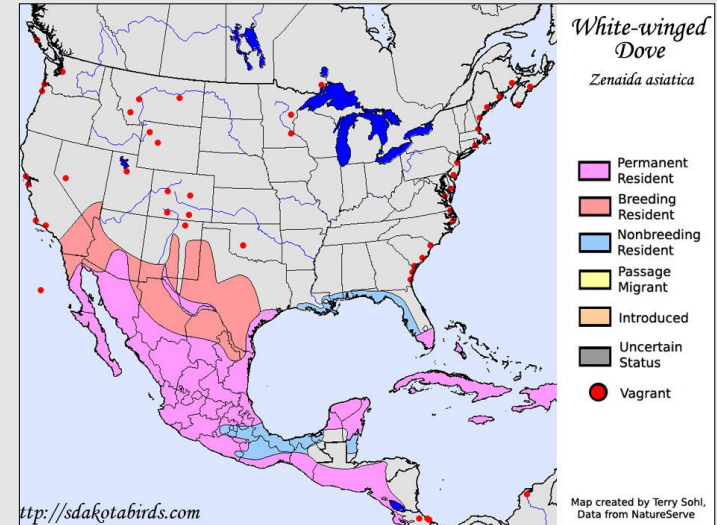 White-winged
Dove
Zenaida asiatica
Permanent
Resident
Breeding
Resident
Nonbreeding
Resident
Passage
Migrant
Introduced
Uncertain
Status
Vagrant
ttp://sdakotabirds.com
Map created by Terry Sohl,
Data from NatureServe